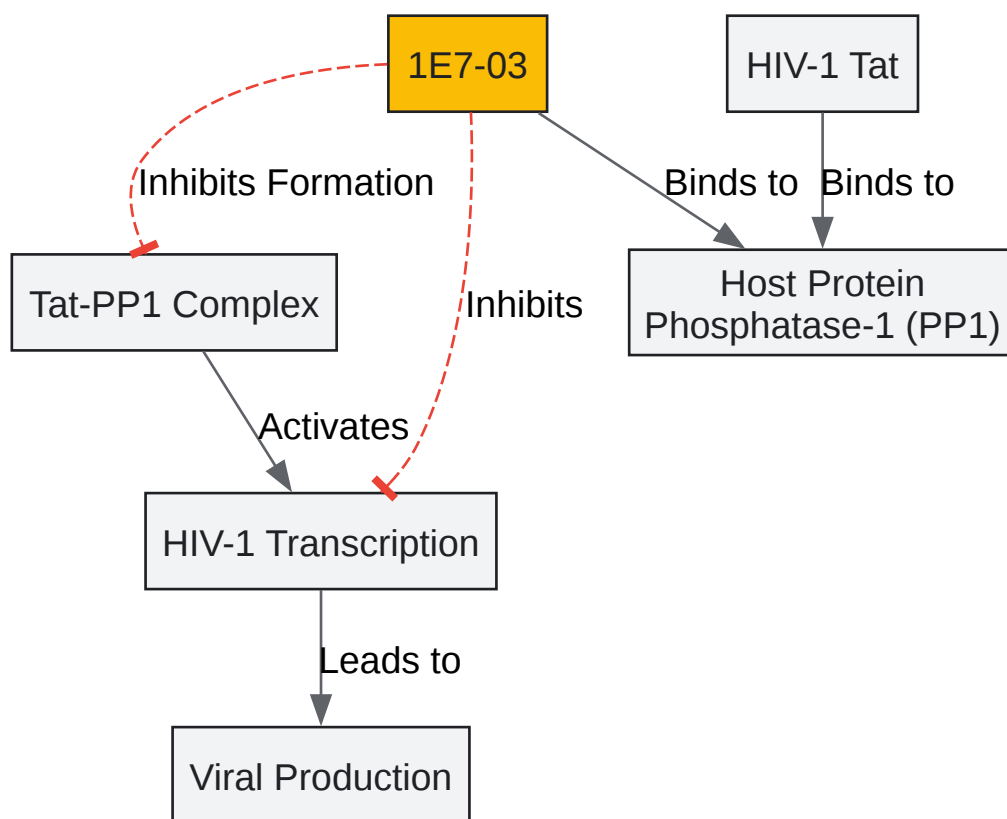 1E7-03
HIV-1 Tat
Inhibits Formation
Binds to
Binds to
Tat-PP1 Complex
Inhibits
Host Protein
Phosphatase-1 (PP1)
Activates
HIV-1 Transcription
Leads to
Viral Production